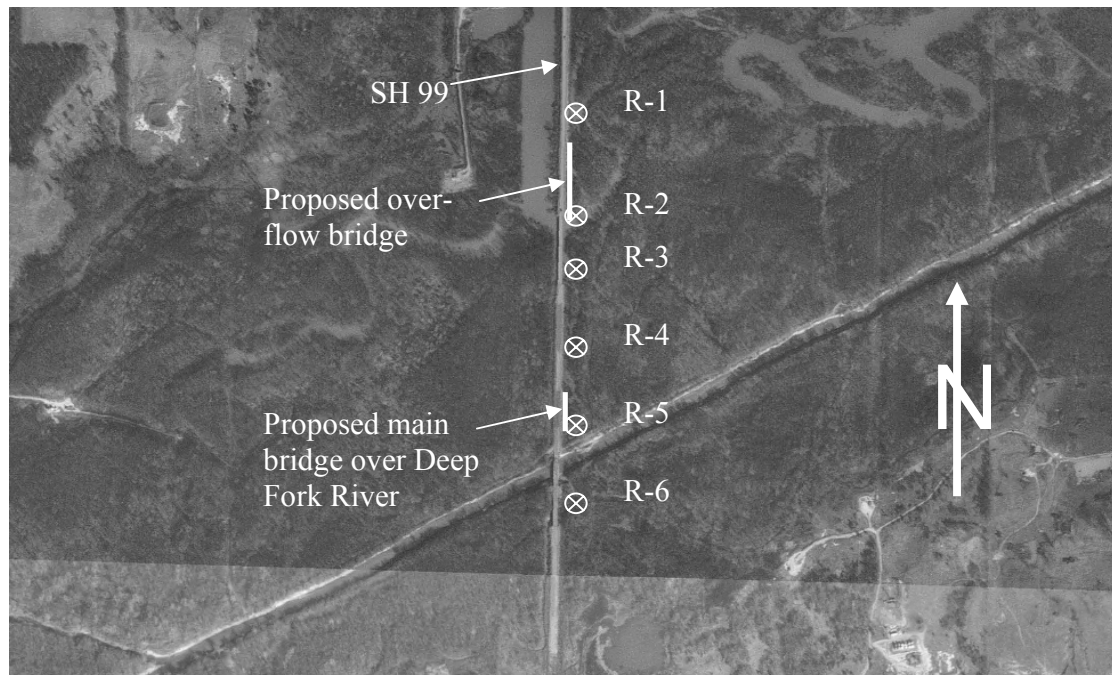 SH 99
R-1
Proposed over-
flow bridge
R-2
R-3
R-4
Proposed main
bridge over Deep
Fork River
R-5
R-6
N